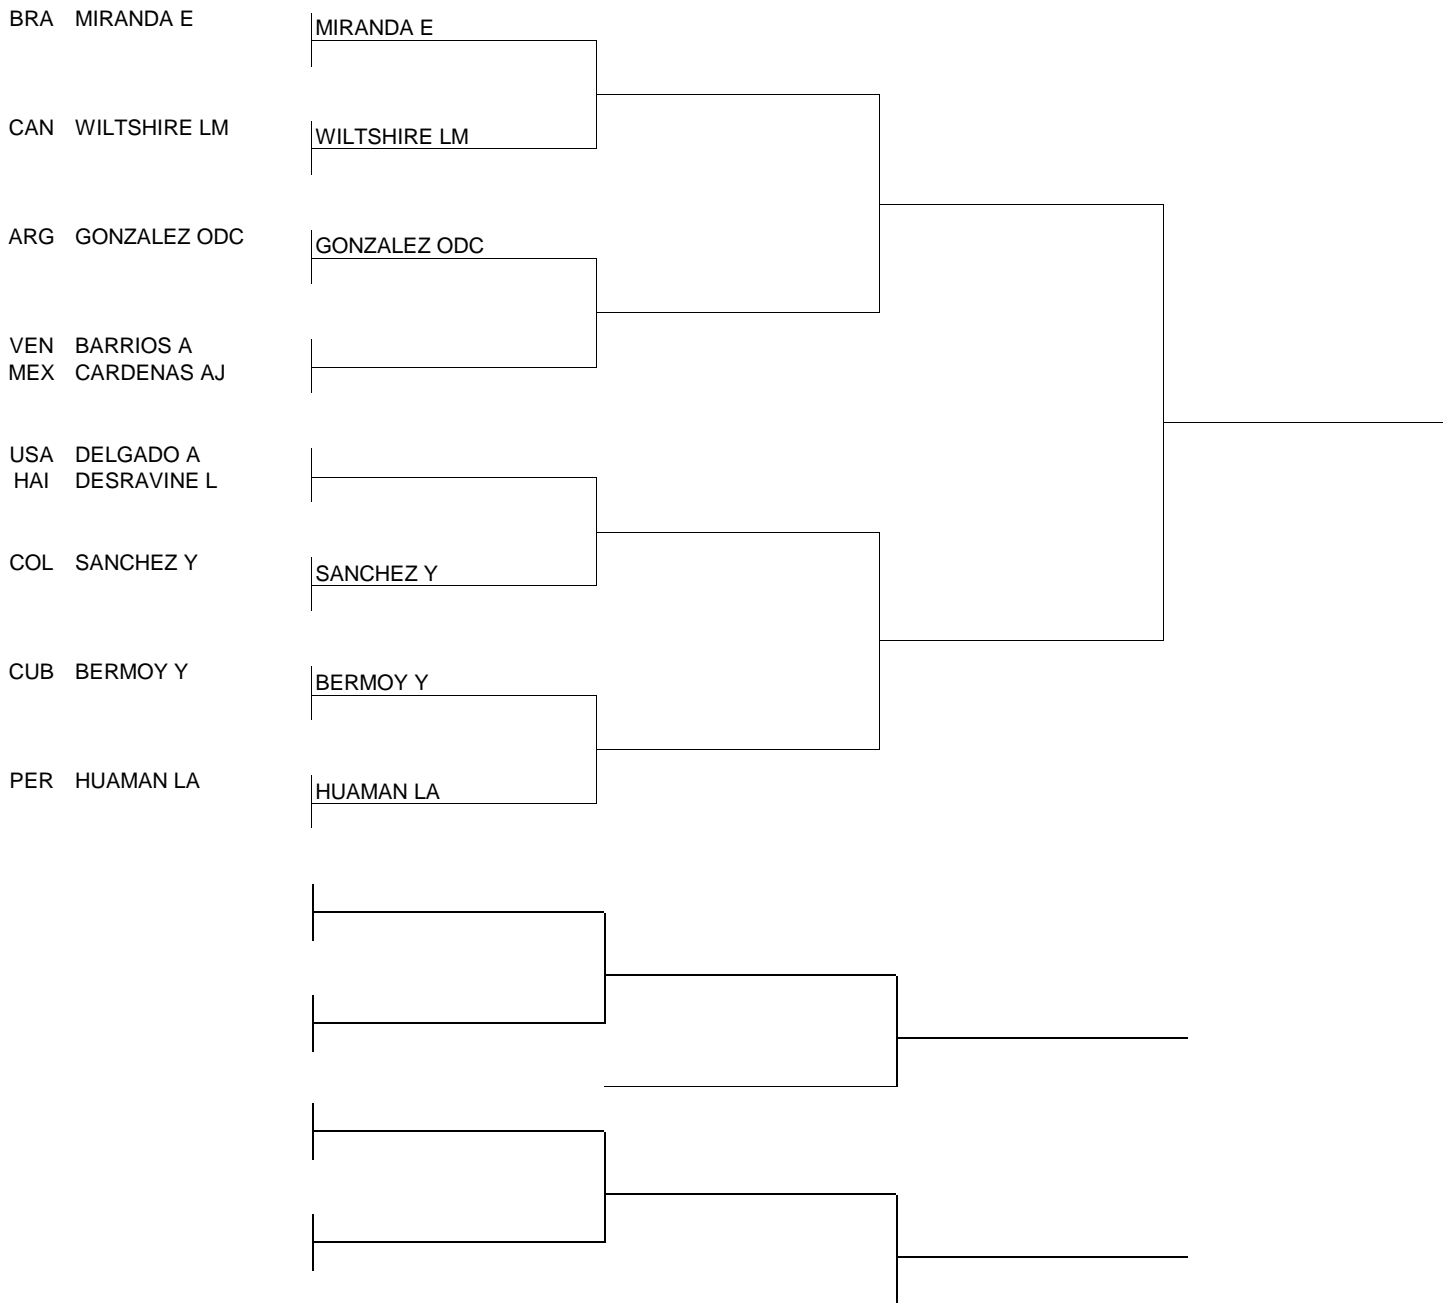 BRA MIRANDA E MIRANDA E
CAN WILTSHIRE LM WILTSHIRE LM
ARG GONZALEZ ODC GONZALEZ ODC
VEN BARRIOS A
MEX CARDENAS AJ
USA DELGADO A
HAI DESRAVINE L
COL SANCHEZ Y SANCHEZ Y
CUB BERMOY Y BERMOY Y
PER HUAMAN LA HUAMAN LA